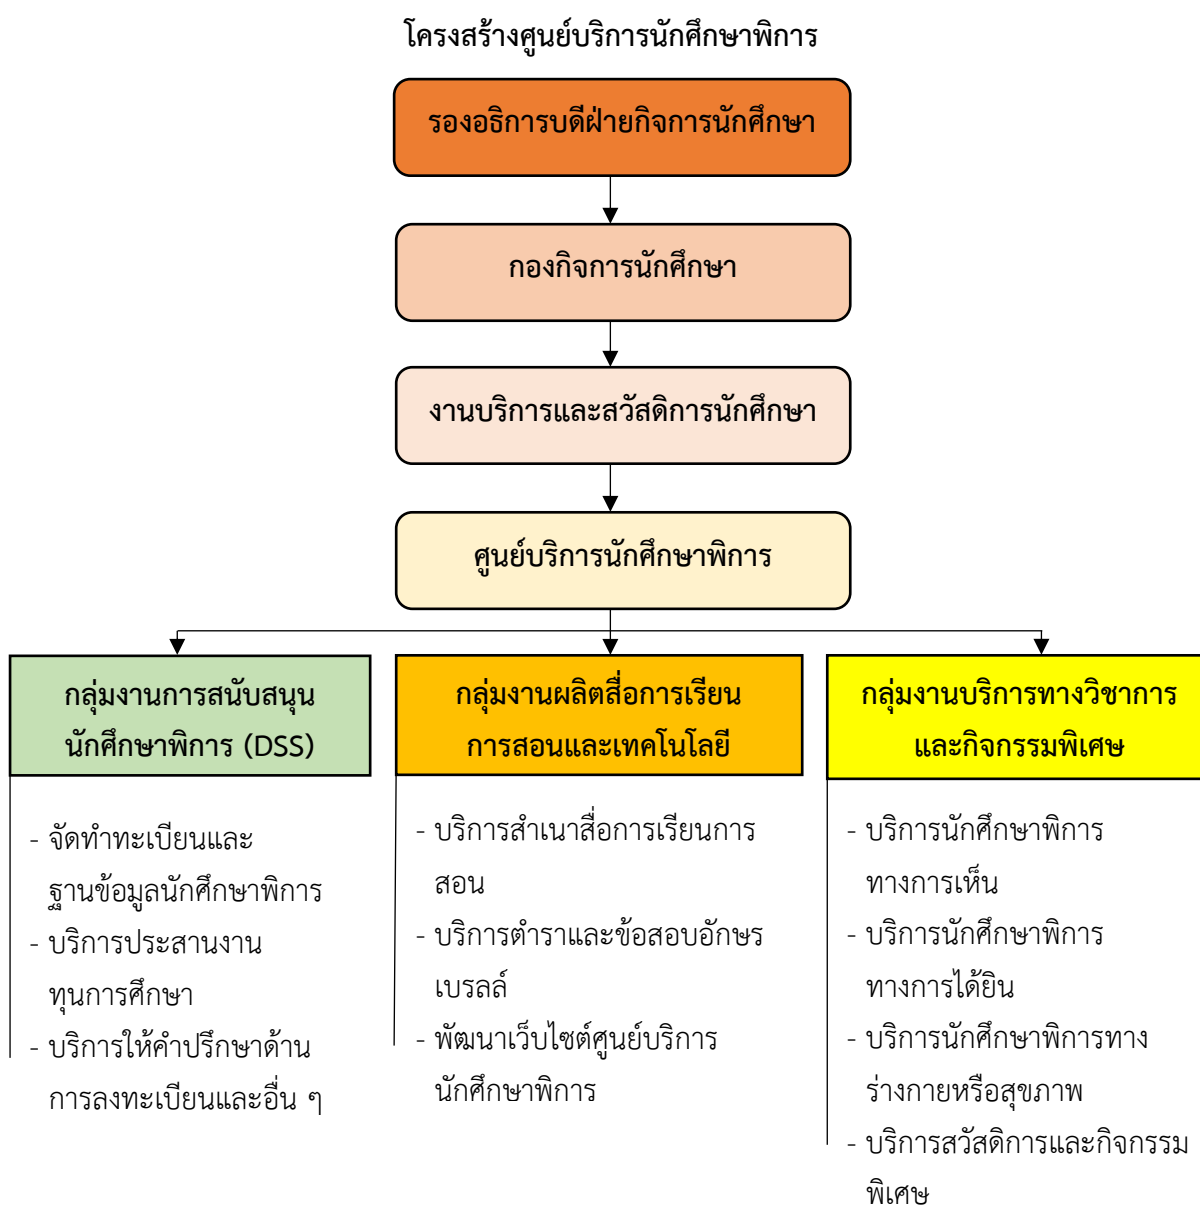 โครงสร้างศูนย์บริการนักศึกษาพิการ
รองอธิการบดีฝ่ายกิจการนักศึกษา
กองกิจการนักศึกษา
งานบริการและสวัสดิการนักศึกษา
ศูนย์บริการนักศึกษาพิการ
กลุ่มงานการสนับสนุน
นักศึกษาพิการ (DSS)
- จัดทำทะเบียนและ
ฐานข้อมูลนักศึกษาพิการ
- บริการประสานงาน
ทุนการศึกษา
- บริการให้คำปรึกษาด้าน
การลงทะเบียนและอื่น ๆ
กลุ่มงานผลิตสื่อการเรียน
การสอนและเทคโนโลยี
- บริการสำเนาสื่อการเรียนการ
สอน
- บริการตำราและข้อสอบอักษร
เบรลล์
- พัฒนาเว็บไซต์ศูนย์บริการ
นักศึกษาพิการ
กลุ่มงานบริการทางวิชาการ
และกิจกรรมพิเศษ
- บริการนักศึกษาพิการ
ทางการเห็น
- บริการนักศึกษาพิการ
ทางการได้ยิน
- บริการนักศึกษาพิการทาง
ร่างกายหรือสุขภาพ
- บริการสวัสดิการและกิจกรรม
พิเศษ